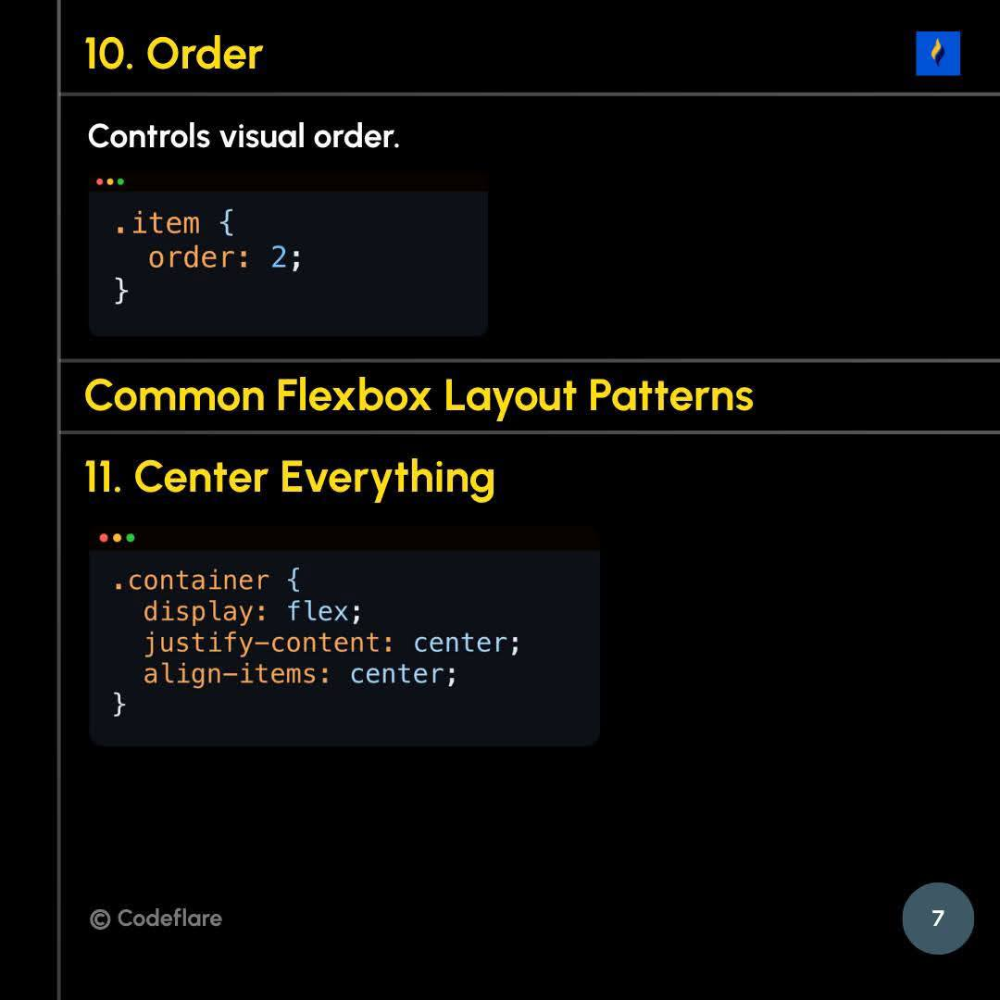 10. Order
Controls visual order.
.item {
  order: 2;
}
Common Flexbox Layout Patterns
11. Center Everything
.container {
  display: flex;
  justify-content: center;
  align-items: center;
}
© Codeflare
7